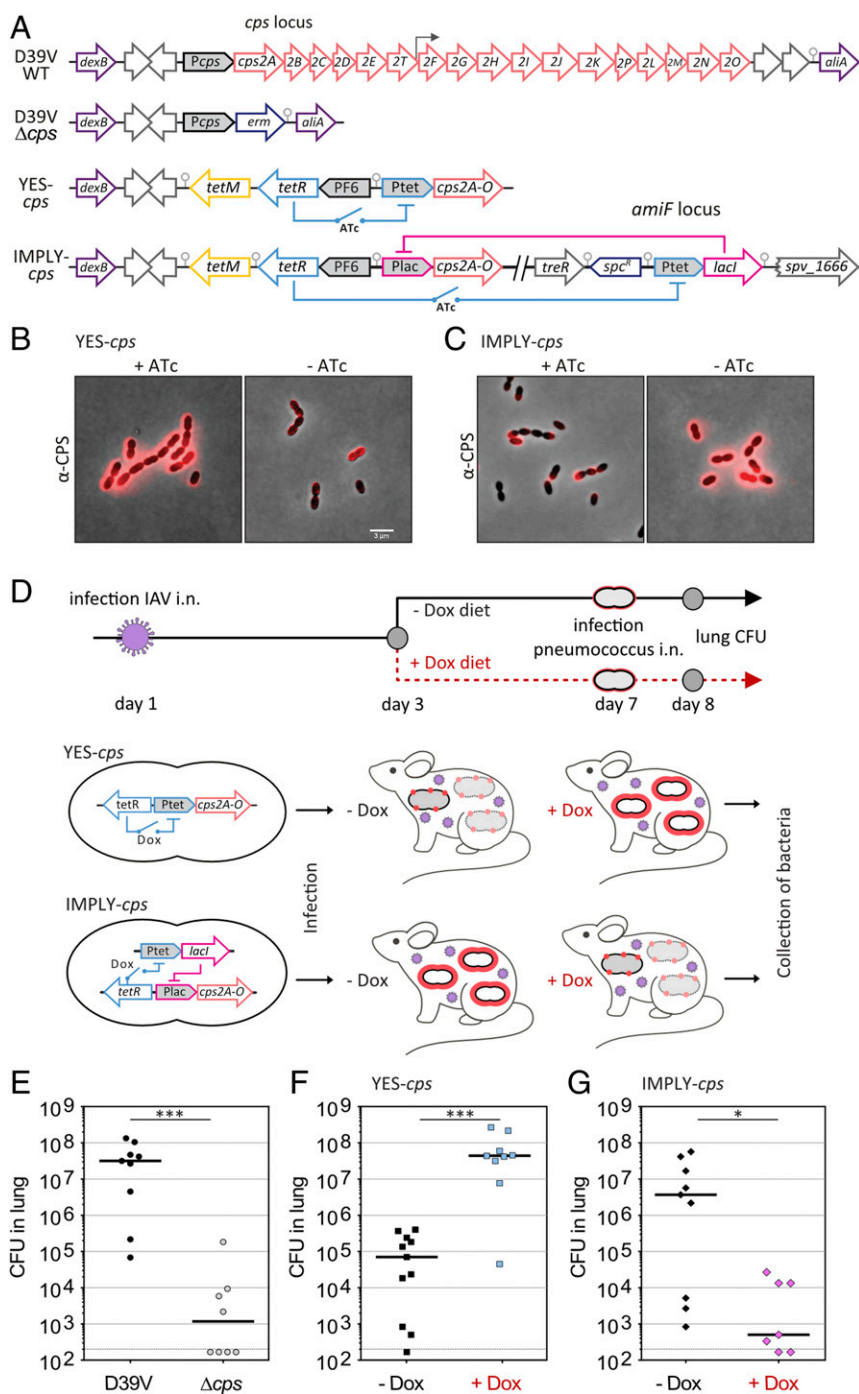 A
cps locus
D39V
WT
dexB
Pcps
cps2A
2B
2C
2D
2E
2T
2F
2G
2H
2I
2J
2K
2P
2L
2M
2N
2O
aliA
D39V
Δcps
dexB
Pcps
erm
aliA
YES-
cps
dexB
tetM
tetR
PF6
Ptet
cps2A-O
ATc
amiF locus
IMPLY-
cps
dexB
tetM
tetR
PF6
Plac
cps2A-O
treR
spcR
Ptet
lacI
spv_1666
ATc
B
YES-cps
+ ATc
- ATc
α-CPS
3 µm
C
IMPLY-cps
+ ATc
- ATc
α-CPS
D
infection IAV i.n.
- Dox diet
infection
pneumococcus i.n.
lung CFU
+ Dox diet
day 1
day 3
day 7
day 8
YES-cps
tetR
Ptet
cps2A-O
Dox
- Dox
+ Dox
Infection
Collection of bacteria
IMPLY-cps
Ptet
lacI
Dox
tetR
Plac
cps2A-O
- Dox
+ Dox
E
CFU in lung
10⁹
10⁸
10⁷
10⁶
10⁵
10⁴
10³
10²
***
D39V
Δcps
F
YES-cps
CFU in lung
10⁹
10⁸
10⁷
10⁶
10⁵
10⁴
10³
10²
***
- Dox
+ Dox
G
IMPLY-cps
CFU in lung
10⁹
10⁸
10⁷
10⁶
10⁵
10⁴
10³
10²
*
- Dox
+ Dox